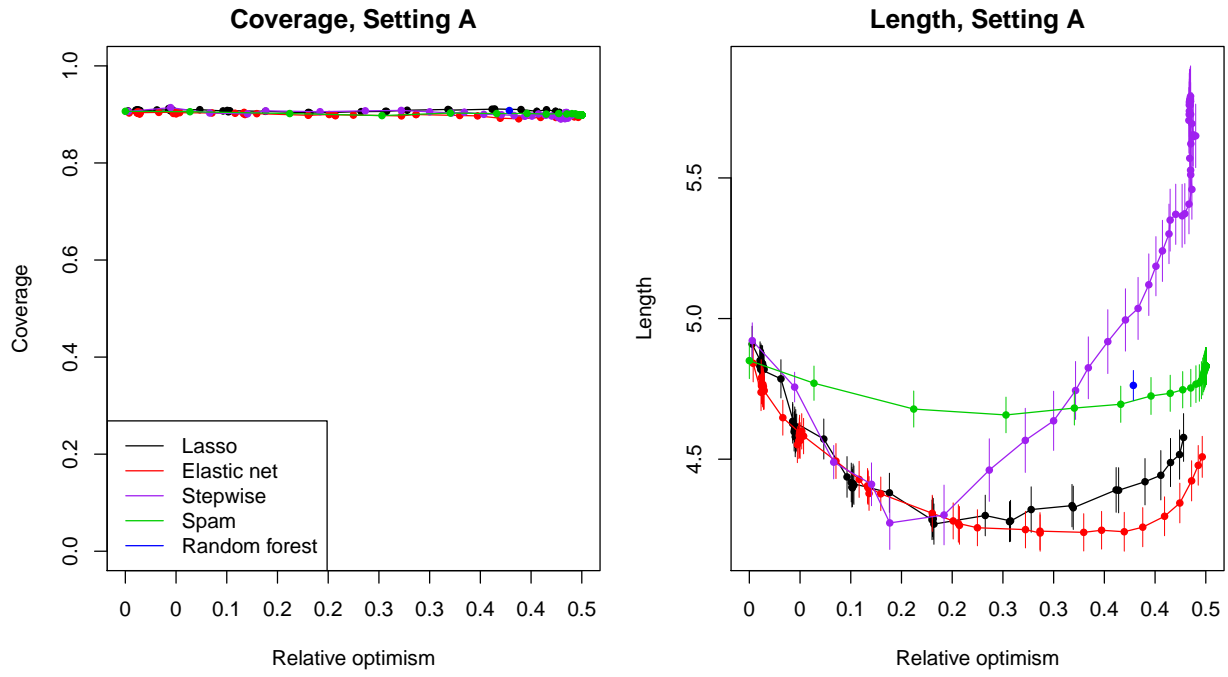 Coverage, Setting A
Coverage
1.0
0.8
0.6
0.4
0.2
0.0
Lasso
Elastic net
Stepwise
Spam
Random forest
0 0 0.1 0.2 0.2 0.3 0.3 0.4 0.4 0.5
Relative optimism
Length, Setting A
Length
5.5
5.0
4.5
0 0 0.1 0.2 0.2 0.3 0.3 0.4 0.4 0.5
Relative optimism